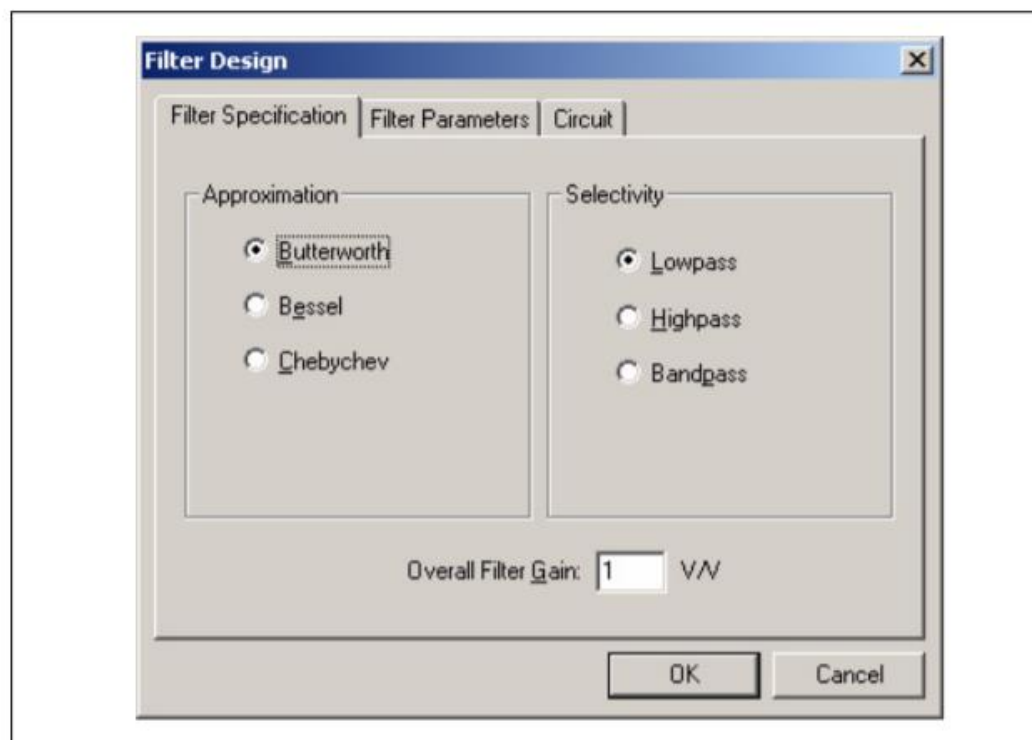 Filter Design
Filter Specification
Filter Parameters
Circuit
Approximation
Butterworth
Bessel
Chebychev
Selectivity
Lowpass
Highpass
Bandpass
Overall Filter Gain: 1 V/V
OK
Cancel